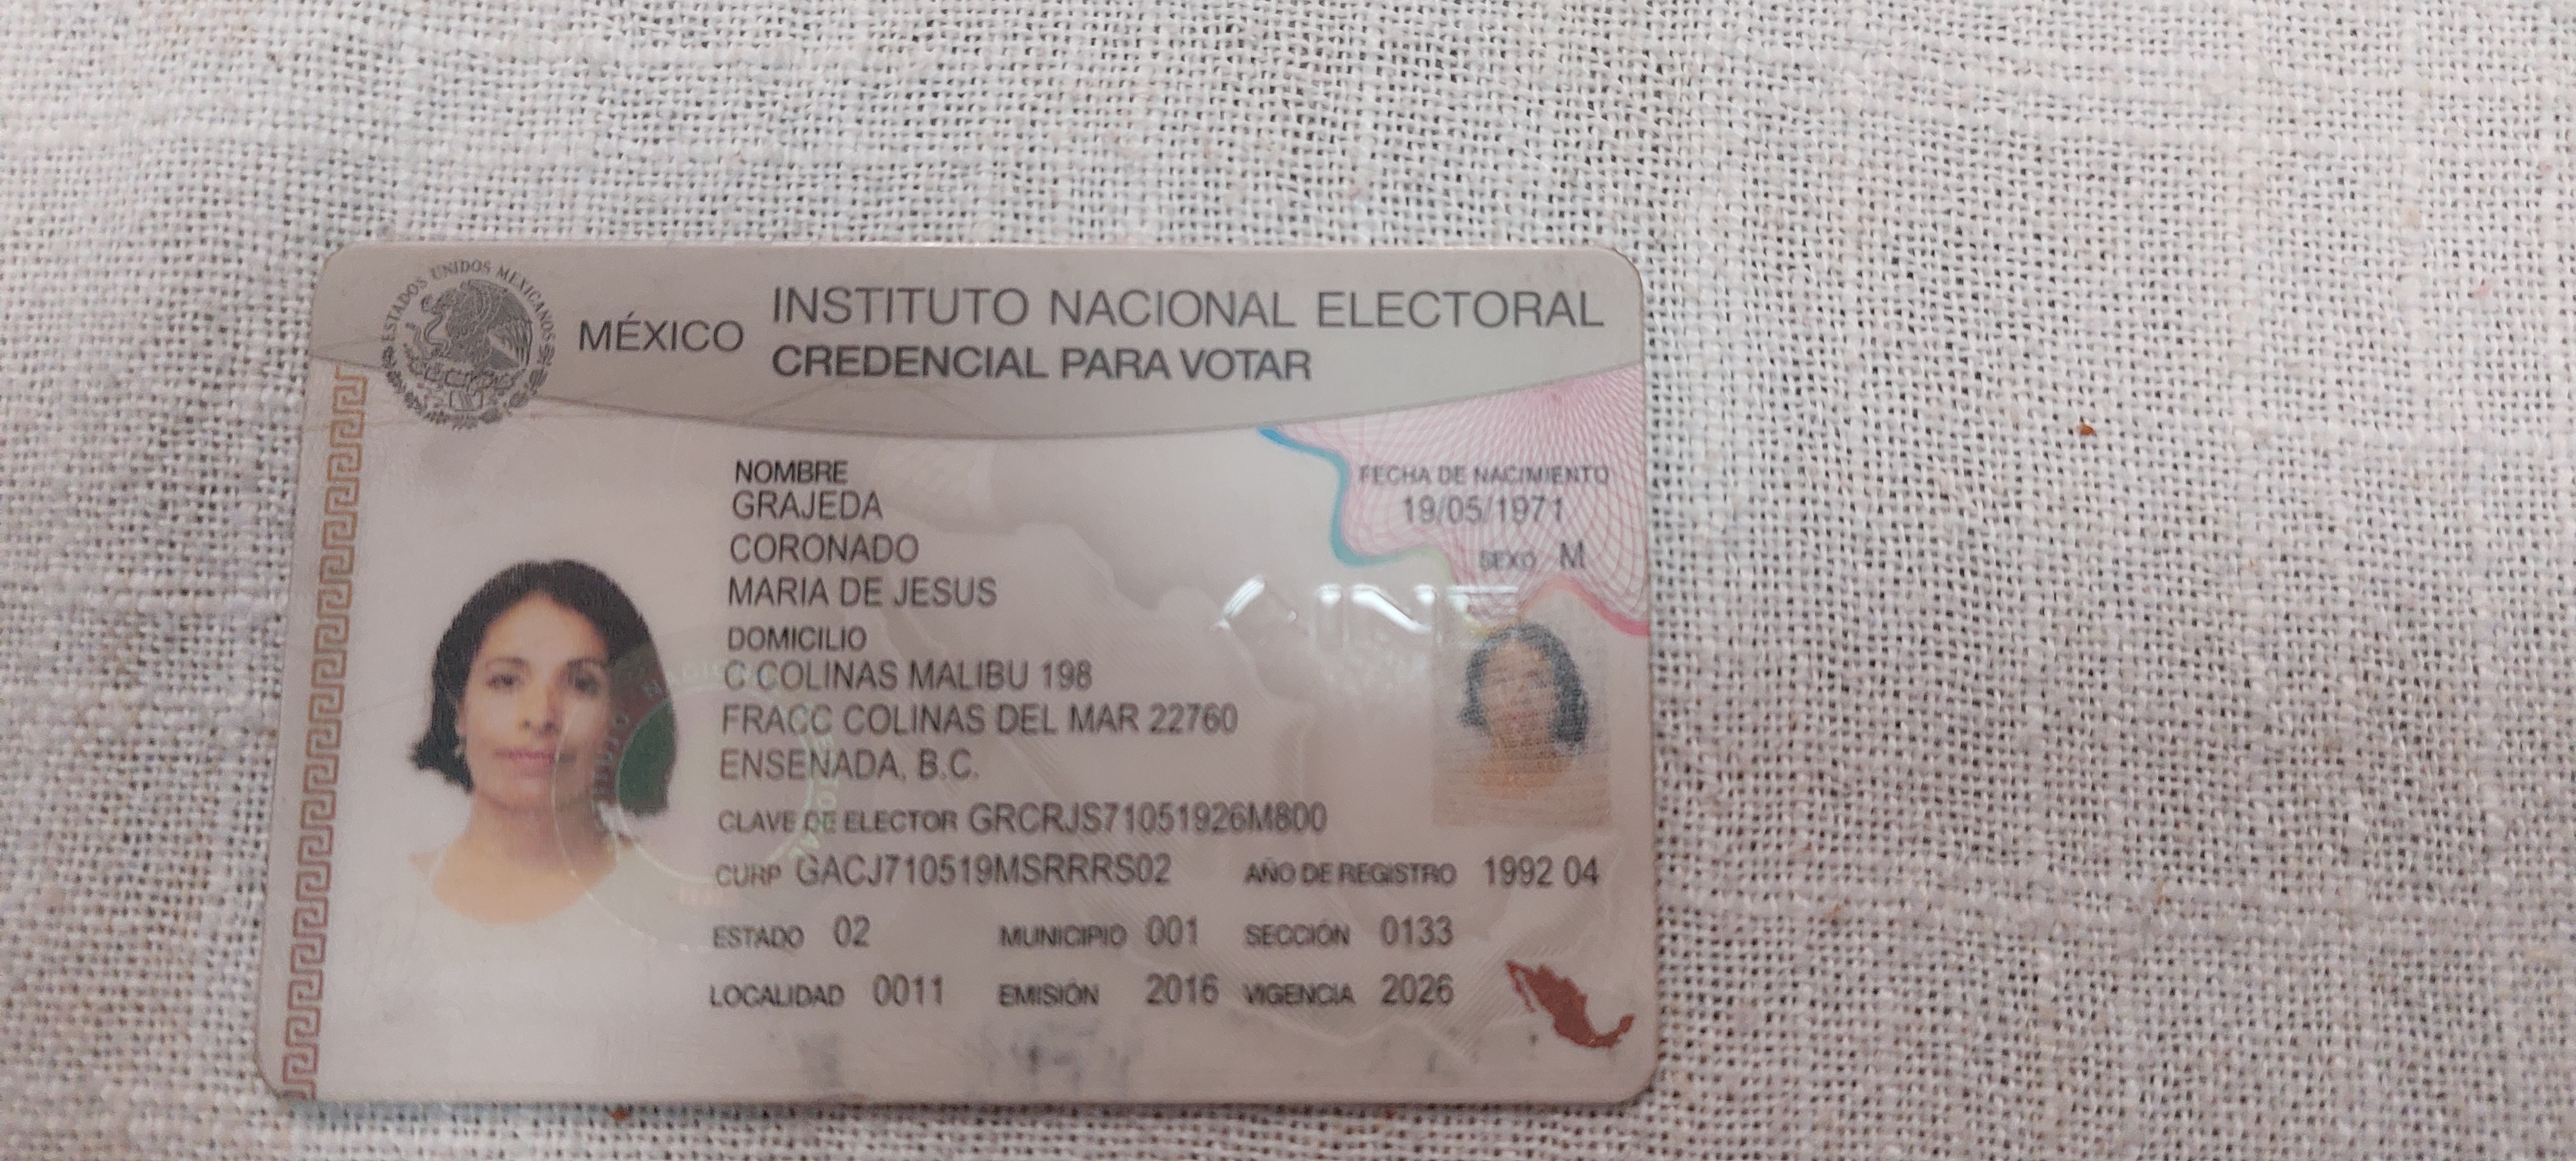 ESTADOS UNIDOS MEXICANOS
MÉXICO
INSTITUTO NACIONAL ELECTORAL
CREDENCIAL PARA VOTAR
NOMBRE
GRAJEDA
CORONADO
MARIA DE JESUS
FECHA DE NACIMIENTO
19/05/1971
SEXO M
DOMICILIO
C COLINAS MALIBU 198
FRACC COLINAS DEL MAR 22760
ENSENADA, B.C.
CLAVE DE ELECTOR GRCRJS71051926M800
CURP GACJ710519MSRRRS02 AÑO DE REGISTRO 1992 04
ESTADO 02 MUNICIPIO 001 SECCIÓN 0133
LOCALIDAD 0011 EMISIÓN 2016 VIGENCIA 2026
INE